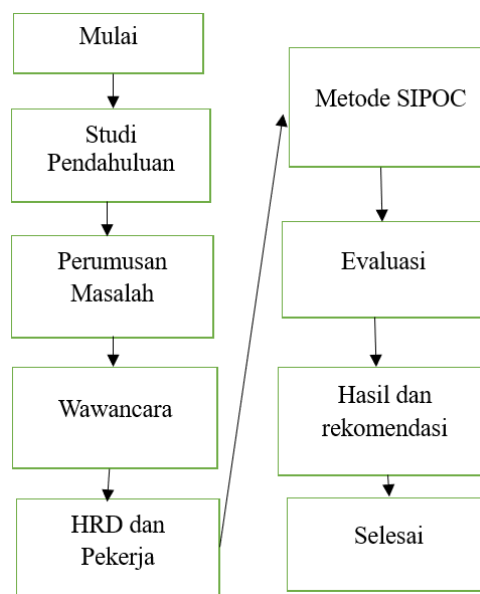 Mulai
Studi
Pendahuluan
Perumusan
Masalah
Wawancara
HRD dan
Pekerja
Metode SIPOC
Evaluasi
Hasil dan
rekomendasi
Selesai